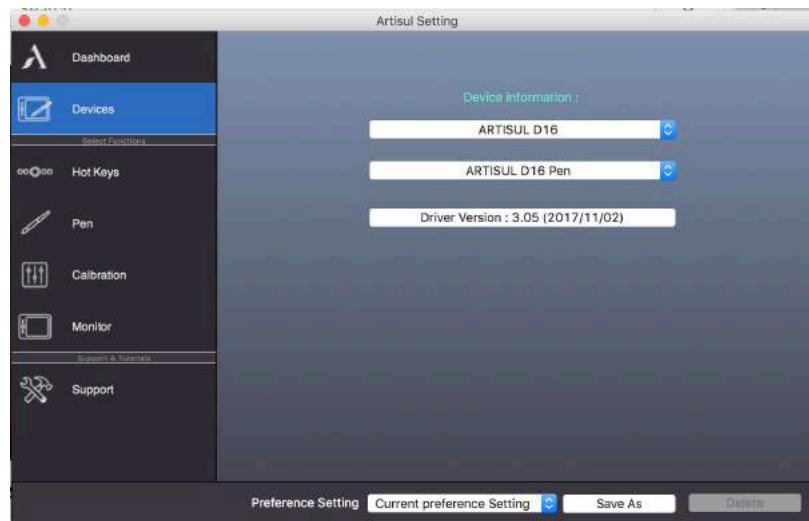 Artisul Setting
Dashboard
Devices
Select Functions
Hot Keys
Pen
Calbration
Monitor
Support & Tutorials
Support
Device information :
ARTISUL D16
ARTISUL D16 Pen
Driver Version : 3.05 (2017/11/02)
Preference Setting Current preference Setting Save As Delete